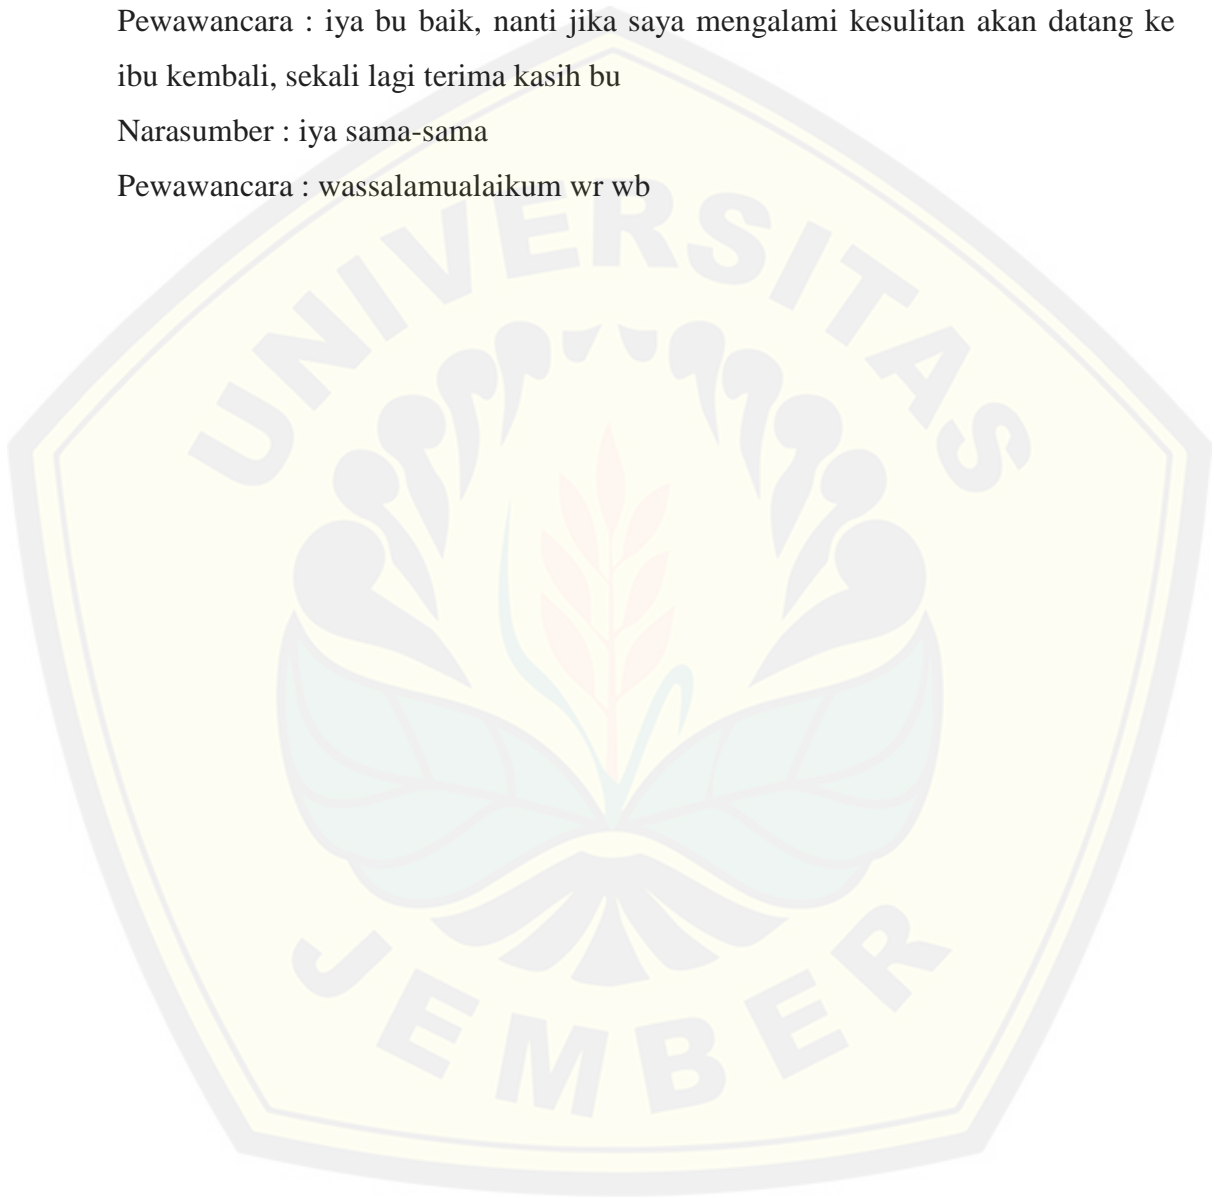 Pewawancara : iya bu baik, nanti jika saya mengalami kesulitan akan datang ke
ibu kembali, sekali lagi terima kasih bu
Narasumber : iya sama-sama
Pewawancara : wassalamualaikum wr wb
UNIVERSITAS
JEMBER